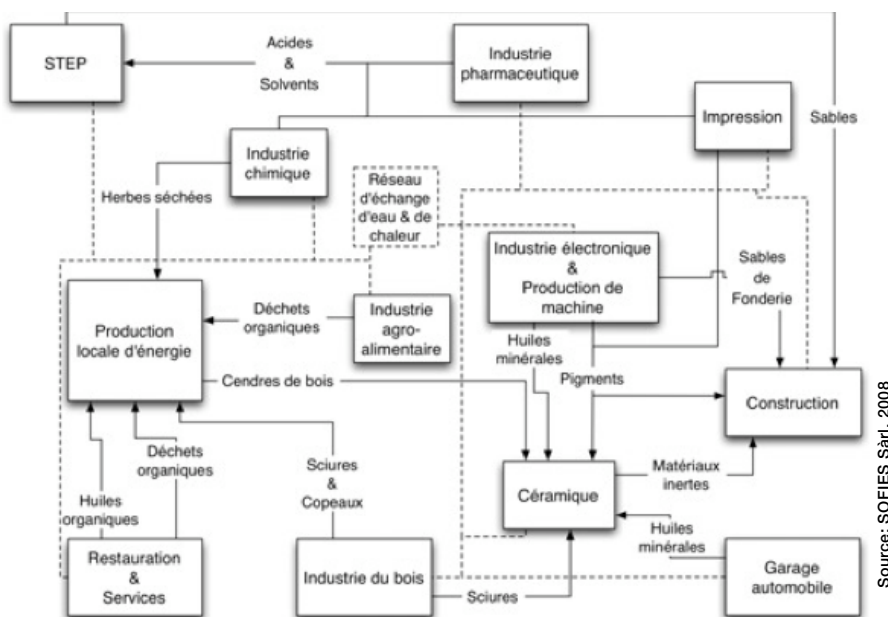 STEP
Acides
&
Solvents
Industrie
pharmaceutique
Impression
Sables
Industrie
chimique
Herbes séchées
Réseau
d'échange
d'eau & de
chaleur
Industrie électronique
&
Production de
machine
Sables
de
Fonderie
Production
locale d'énergie
Déchets
organiques
Industrie
agro-
alimentaire
Huiles
minérales
Pigments
Cendres de bois
Construction
Déchets
organiques
Sciures
&
Copeaux
Céramique
Matériaux
inertes
Huiles
organiques
Huiles
minérales
Restauration
&
Services
Industrie du bois
Sciures
Garage
automobile
Source: SOFIES Sàrl, 2008